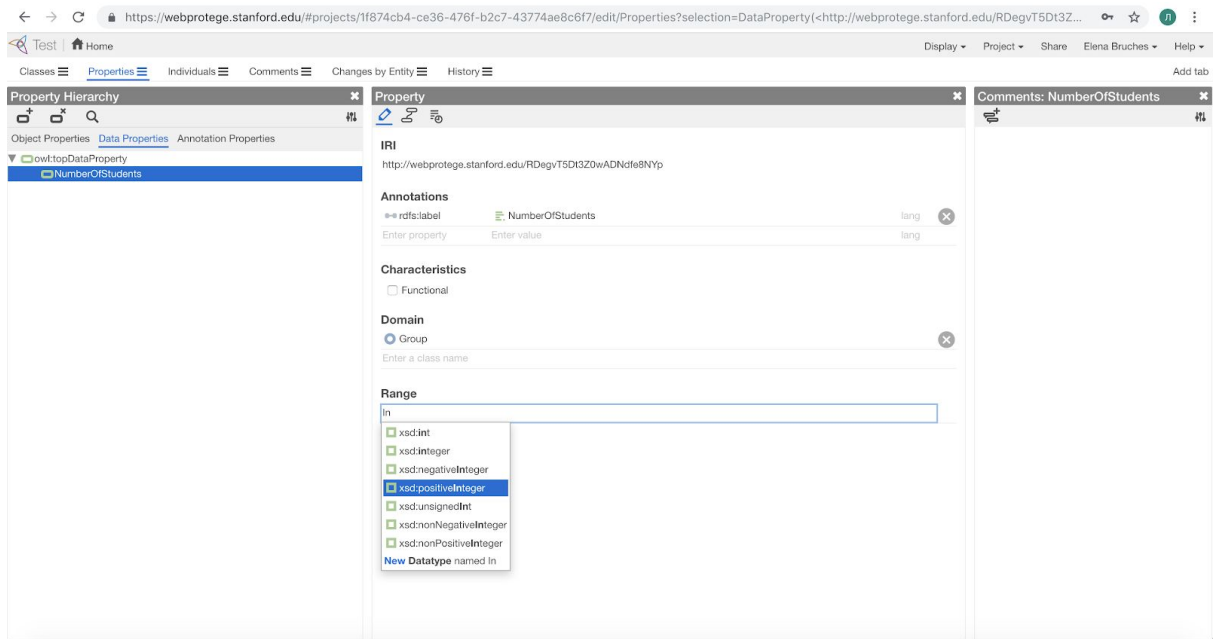 https://webprotege.stanford.edu/#projects/1f874cb4-ce36-476f-b2c7-43774ae8c6f7/edit/Properties?selection=DataProperty(<http://webprotege.stanford.edu/RDegvT5Dt3Z...
Л
Test Home Display Project Share Elena Bruches Help
Classes Properties Individuals Comments Changes by Entity History Add tab
Property Hierarchy
Object Properties Data Properties Annotation Properties
owl:topDataProperty
NumberOfStudents
Property
IRI
http://webprotege.stanford.edu/RDegvT5Dt3Z0wADNdfe8NYp
Annotations
rdfs:label NumberOfStudents lang
Enter property Enter value lang
Characteristics
Functional
Domain
Group
Enter a class name
Range
In
xsd:int
xsd:integer
xsd:negativeInteger
xsd:positiveInteger
xsd:unsignedInt
xsd:nonNegativeInteger
xsd:nonPositiveInteger
New Datatype named In
Comments: NumberOfStudents